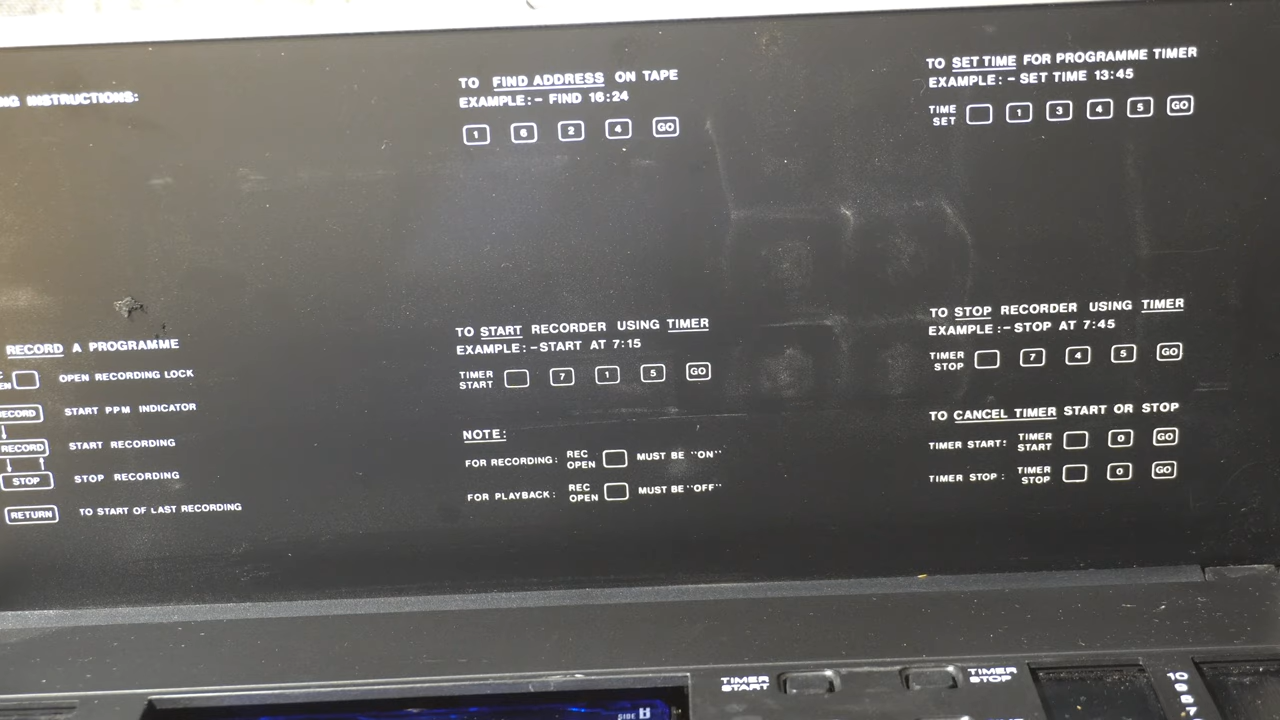 NG INSTRUCTIONS:
RECORD A PROGRAMME
OPEN RECORDING LOCK
RECORD START PPM INDICATOR
RECORD START RECORDING
STOP STOP RECORDING
RETURN TO START OF LAST RECORDING
TO FIND ADDRESS ON TAPE
EXAMPLE:- FIND 16:24
1 6 2 4 GO
TO START RECORDER USING TIMER
EXAMPLE:-START AT 7:15
TIMER START 7 1 5 GO
NOTE:
FOR RECORDING: REC OPEN MUST BE "ON"
FOR PLAYBACK: REC OPEN MUST BE "OFF"
TO SET TIME FOR PROGRAMME TIMER
EXAMPLE:- SET TIME 13:45
TIME SET 1 3 4 5 GO
TO STOP RECORDER USING TIMER
EXAMPLE:-STOP AT 7:45
TIMER STOP 7 4 5 GO
TO CANCEL TIMER START OR STOP
TIMER START: TIMER START 0 GO
TIMER STOP: TIMER STOP 0 GO
TIMER START
TIMER STOP
SIDE B
10
9
8
7